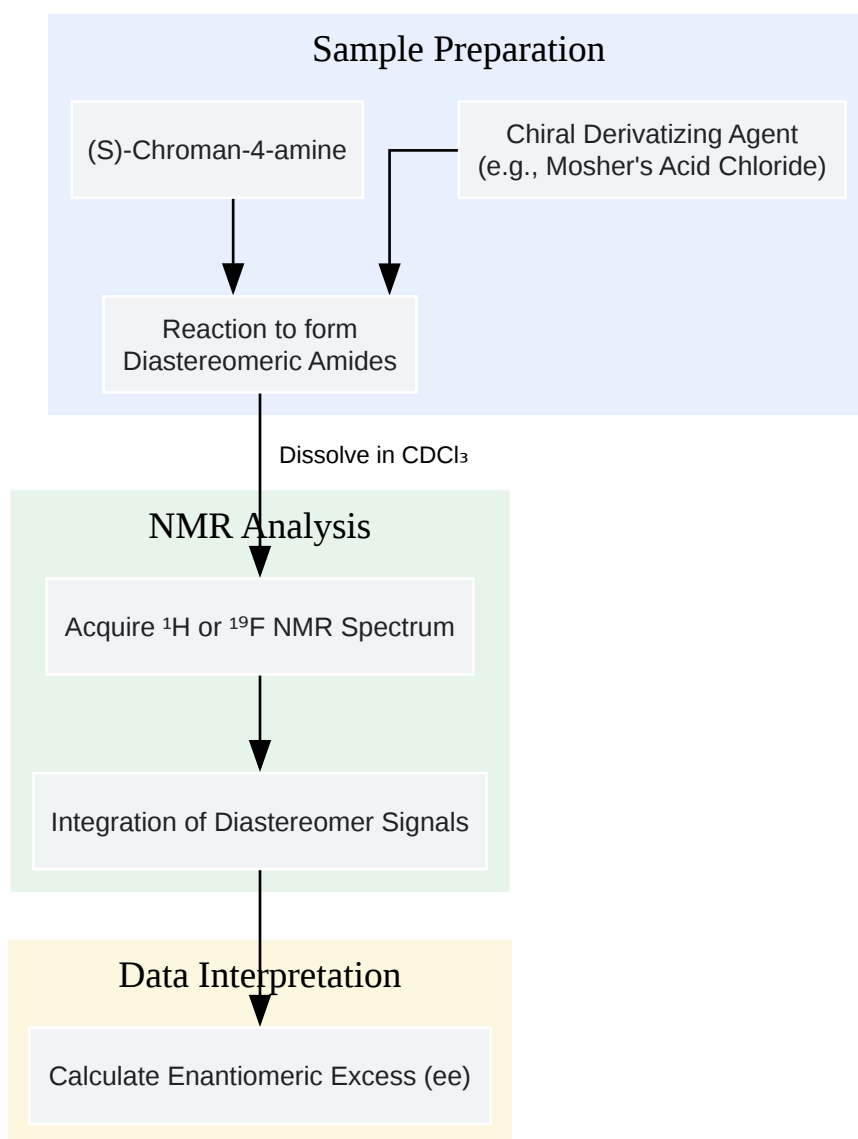 Sample Preparation
(S)-Chroman-4-amine
Chiral Derivatizing Agent
(e.g., Mosher's Acid Chloride)
Reaction to form
Diastereomeric Amides
Dissolve in CDCl₃
NMR Analysis
Acquire ¹H or ¹⁹F NMR Spectrum
Integration of Diastereomer Signals
Data Interpretation
Calculate Enantiomeric Excess (ee)